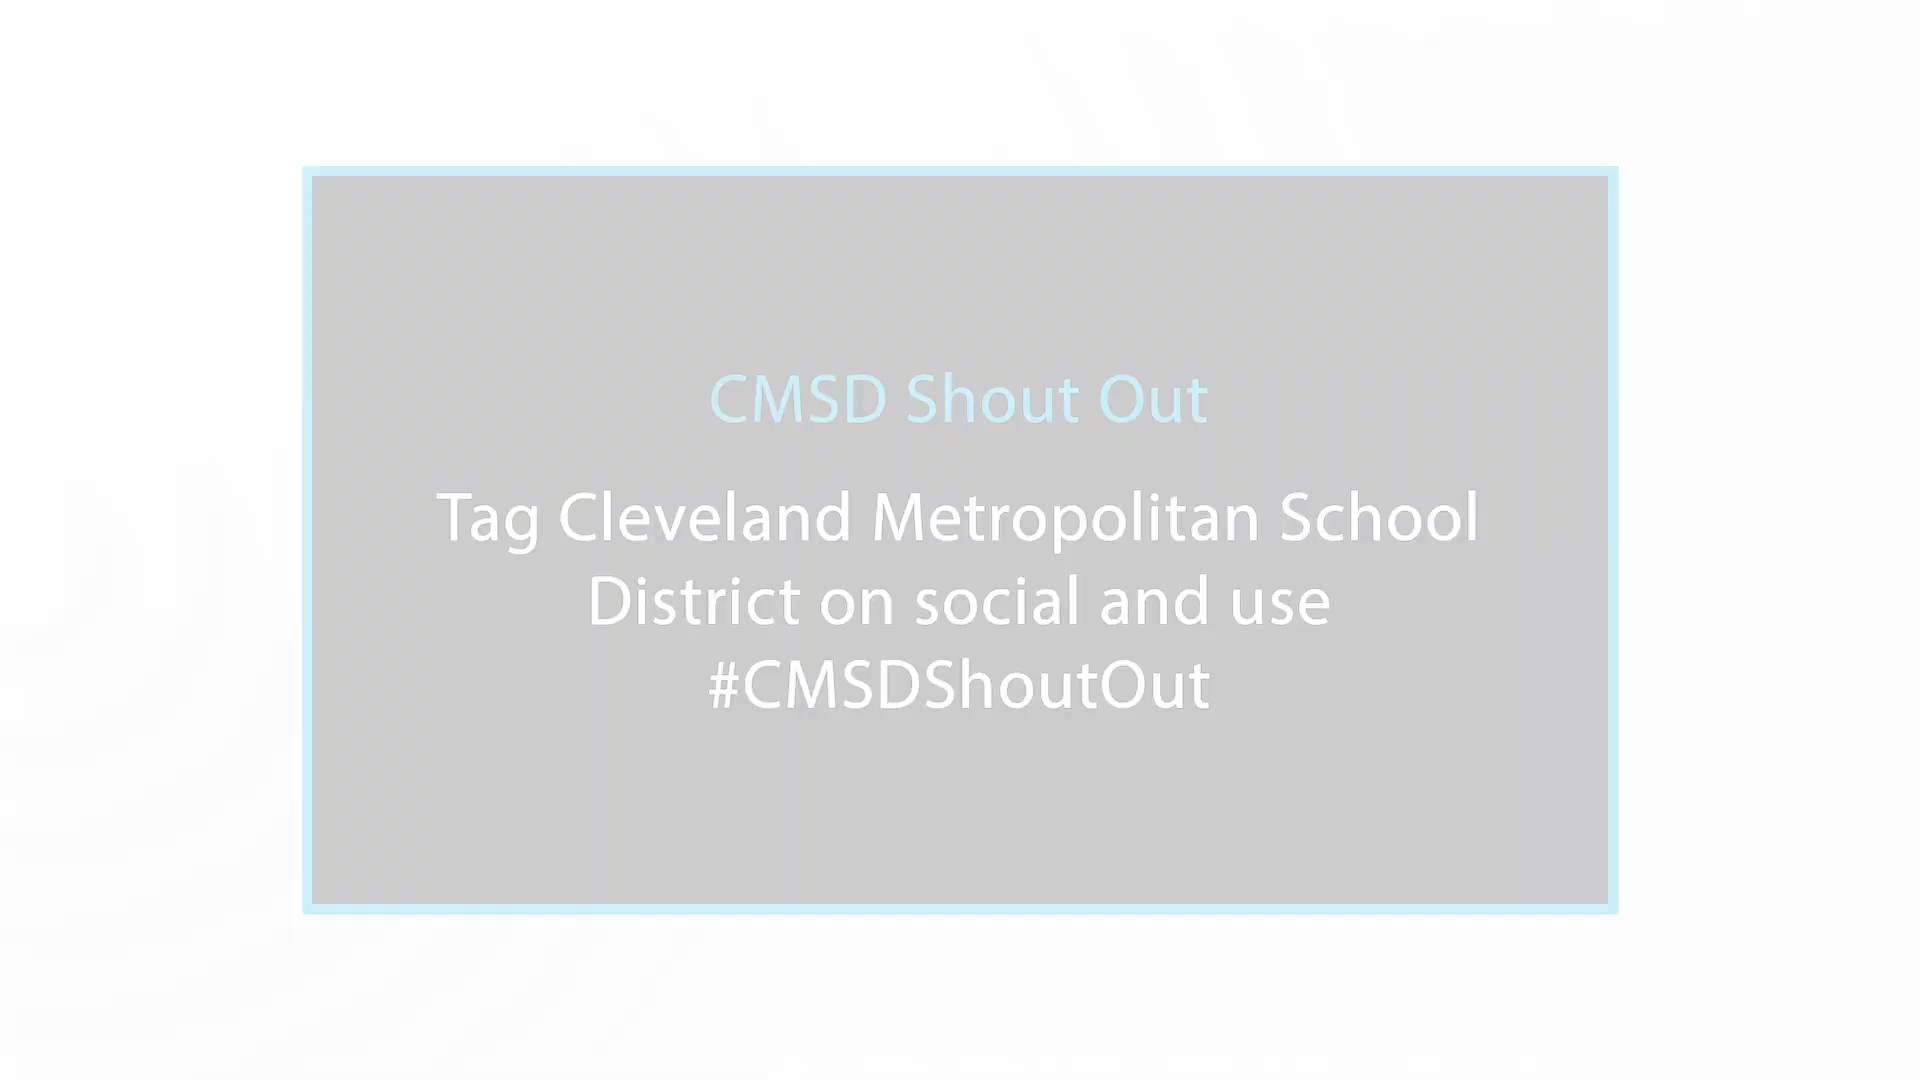 CMSD Shout Out
Tag Cleveland Metropolitan School
District on social and use
#CMSDShoutOut